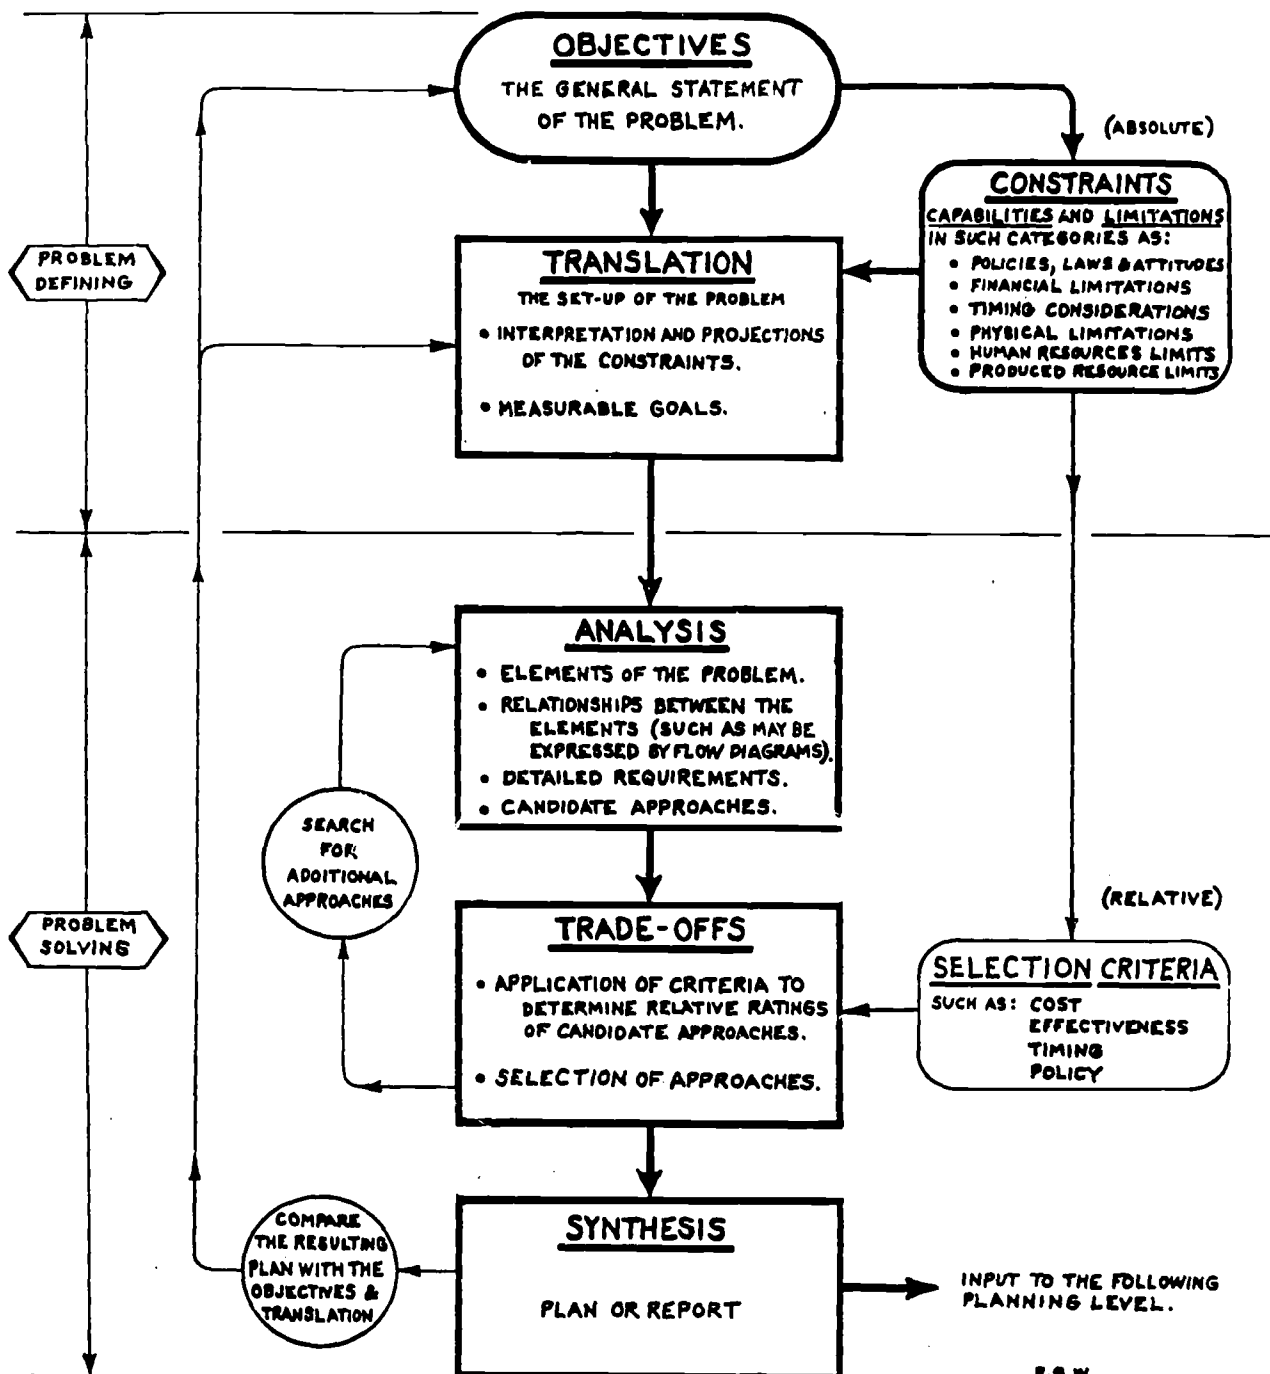 OBJECTIVES
THE GENERAL STATEMENT
OF THE PROBLEM.
(ABSOLUTE)
CONSTRAINTS
CAPABILITIES AND LIMITATIONS
IN SUCH CATEGORIES AS:
• POLICIES, LAWS & ATTITUDES
• FINANCIAL LIMITATIONS
• TIMING CONSIDERATIONS
• PHYSICAL LIMITATIONS
• HUMAN RESOURCES LIMITS
• PRODUCED RESOURCE LIMITS
PROBLEM
DEFINING
TRANSLATION
THE SET-UP OF THE PROBLEM
• INTERPRETATION AND PROJECTIONS
OF THE CONSTRAINTS.
• MEASURABLE GOALS.
ANALYSIS
• ELEMENTS OF THE PROBLEM.
• RELATIONSHIPS BETWEEN THE
ELEMENTS (SUCH AS MAY BE
EXPRESSED BY FLOW DIAGRAMS).
• DETAILED REQUIREMENTS.
• CANDIDATE APPROACHES.
SEARCH
FOR
ADDITIONAL
APPROACHES
PROBLEM
SOLVING
TRADE-OFFS
• APPLICATION OF CRITERIA TO
DETERMINE RELATIVE RATINGS
OF CANDIDATE APPROACHES.
• SELECTION OF APPROACHES.
(RELATIVE)
SELECTION CRITERIA
SUCH AS: COST
EFFECTIVENESS
TIMING
POLICY
COMPARE
THE RESULTING
PLAN WITH THE
OBJECTIVES &
TRANSLATION
SYNTHESIS
PLAN OR REPORT
INPUT TO THE FOLLOWING
PLANNING LEVEL.